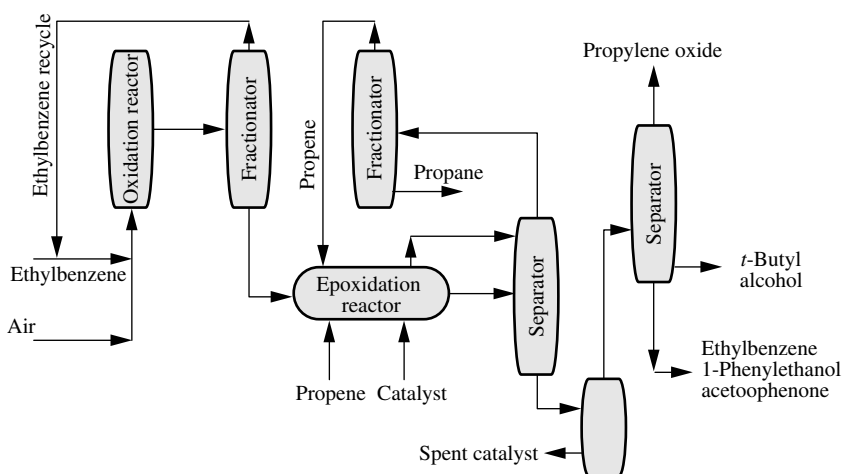 Ethylbenzene recycle
Oxidation reactor
Fractionator
Propene
Fractionator
Propane
Propylene oxide
Separator
t-Butyl
alcohol
Ethylbenzene
1-Phenylethanol
acetoophenone
Ethylbenzene
Air
Epoxidation
reactor
Separator
Propene
Catalyst
Spent catalyst